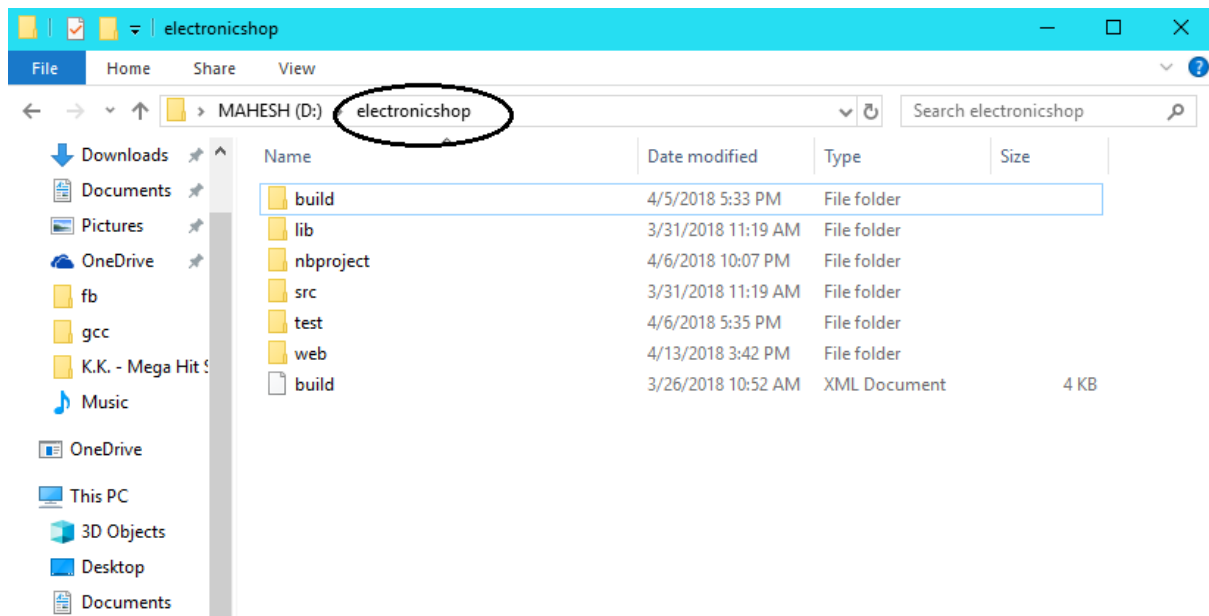 electronicshop
File Home Share View
MAHESH (D:) electronicshop Search electronicshop
Name Date modified Type Size
Downloads
Documents
Pictures
OneDrive
fb
gcc
K.K. - Mega Hit
Music
OneDrive
This PC
3D Objects
Desktop
Documents
build 4/5/2018 5:33 PM File folder
lib 3/31/2018 11:19 AM File folder
nbproject 4/6/2018 10:07 PM File folder
src 3/31/2018 11:19 AM File folder
test 4/6/2018 5:35 PM File folder
web 4/13/2018 3:42 PM File folder
build 3/26/2018 10:52 AM XML Document 4 KB